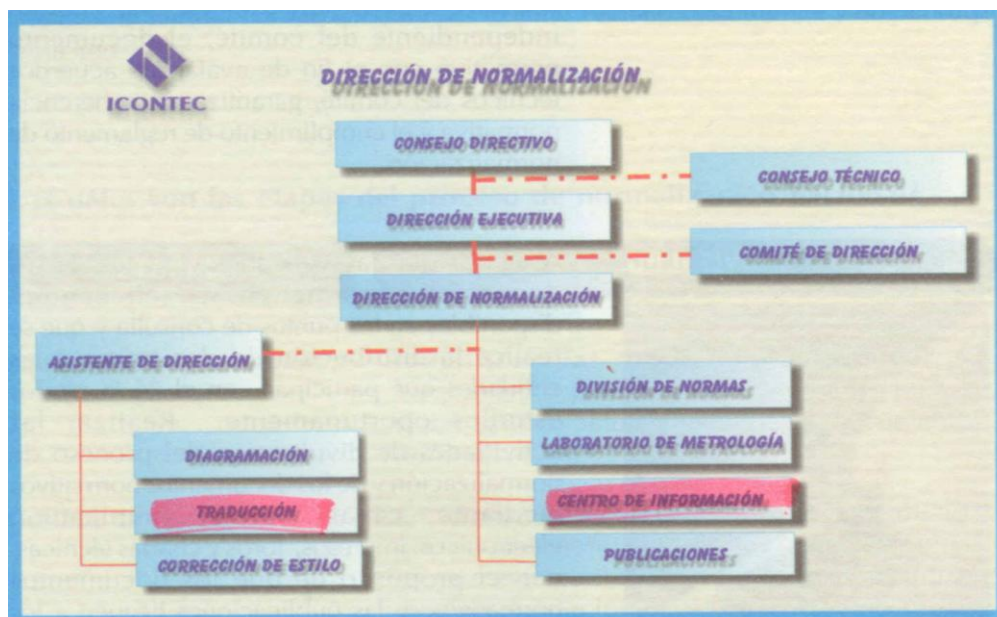 ICONTEC
DIRECCIÓN DE NORMALIZACIÓN
CONSEJO DIRECTIVO
CONSEJO TÉCNICO
DIRECCIÓN EJECUTIVA
COMITÉ DE DIRECCIÓN
DIRECCIÓN DE NORMALIZACIÓN
ASISTENTE DE DIRECCIÓN
DIVISIÓN DE NORMAS
DIAGRAMACIÓN
LABORATORIO DE METROLOGÍA
TRADUCCIÓN
CENTRO DE INFORMACIÓN
CORRECCIÓN DE ESTILO
PUBLICACIONES